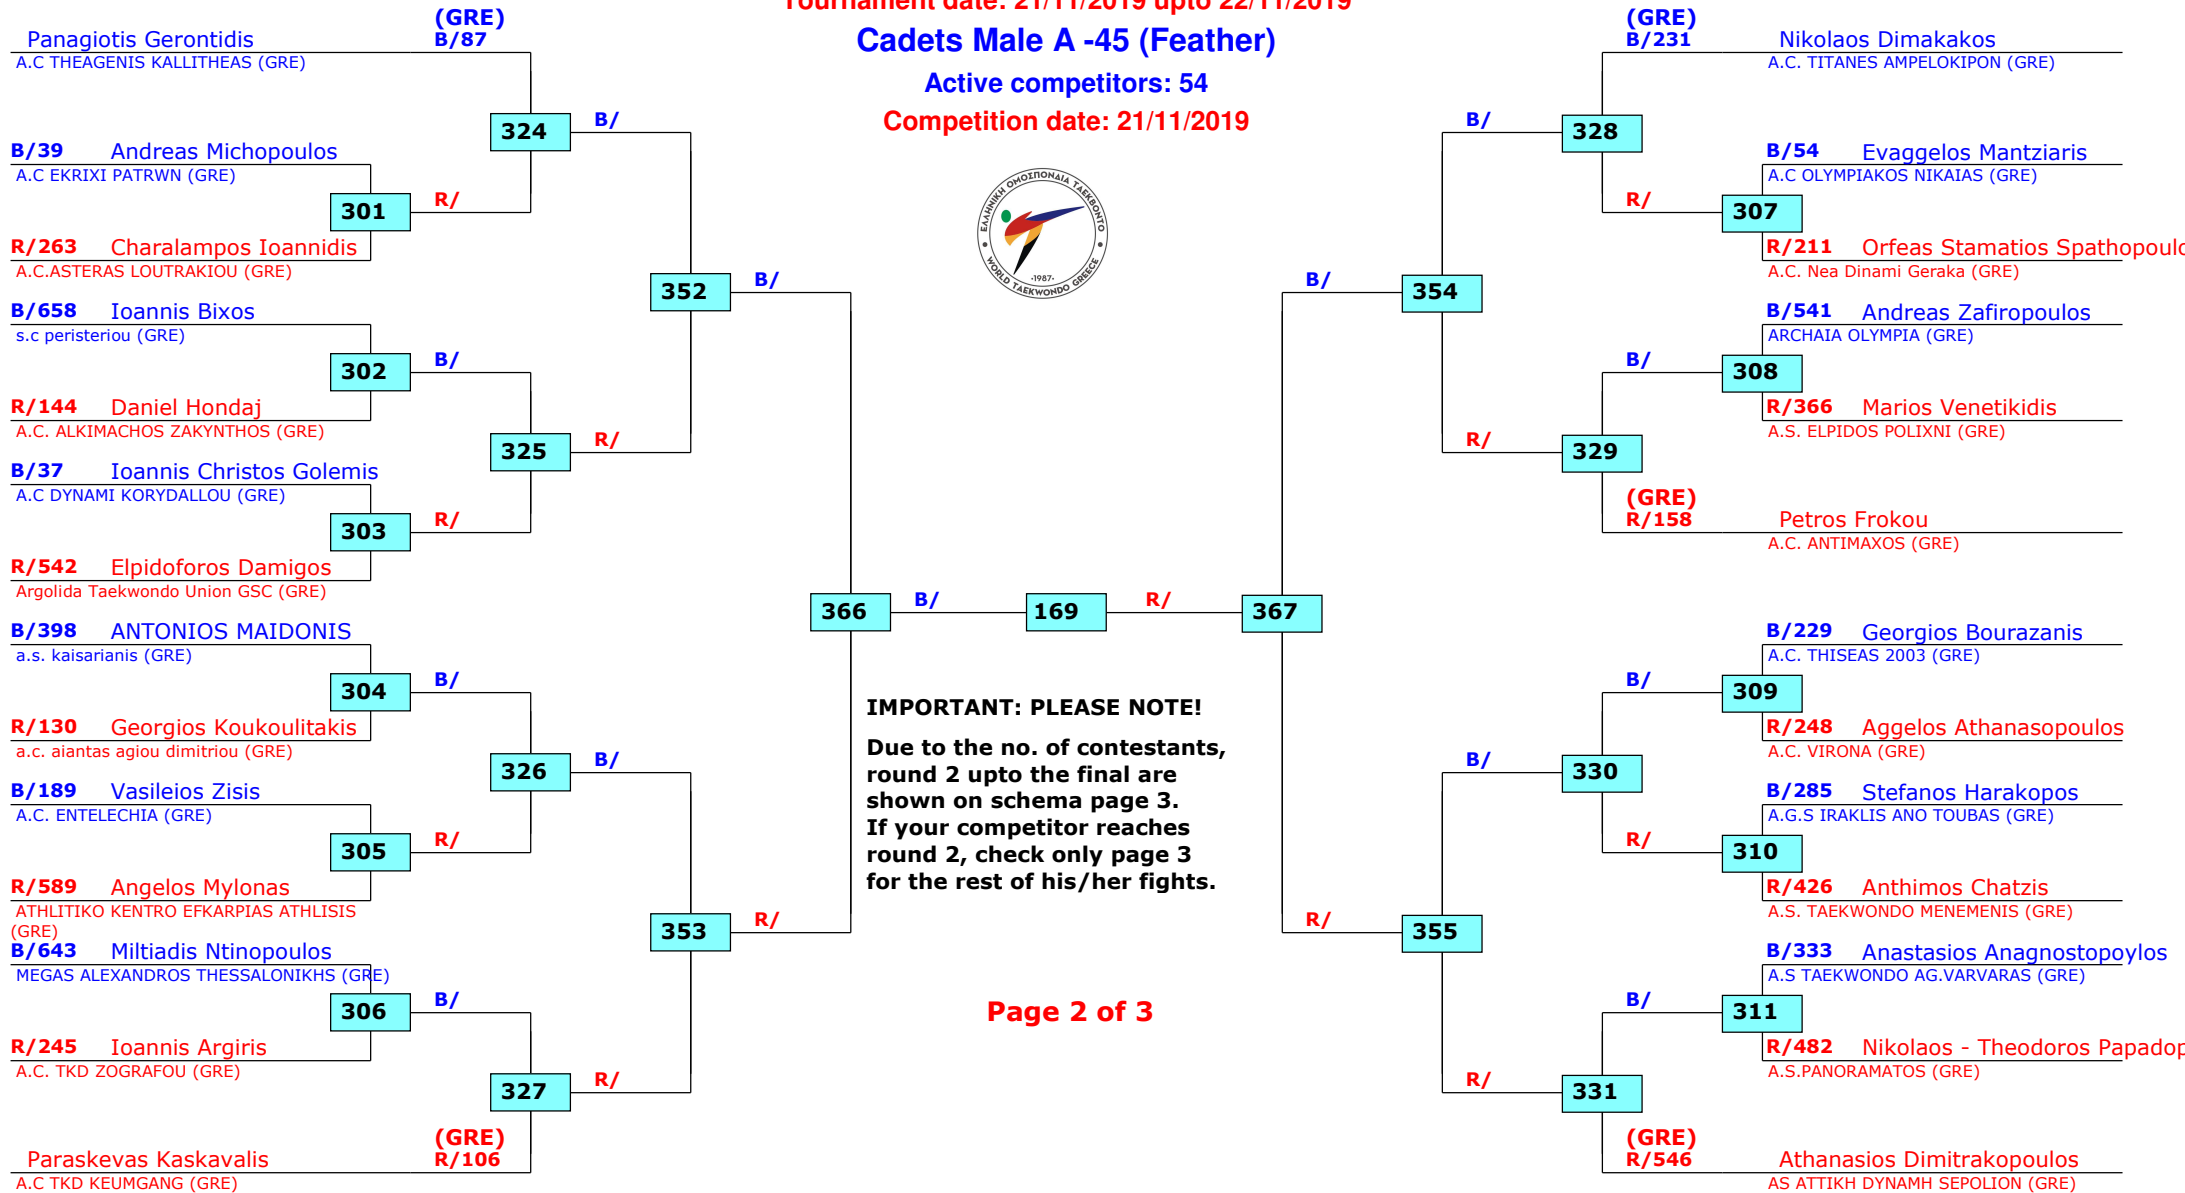 Tournament date: 21/11/2019 upto 22/11/2019
Cadets Male A -45 (Feather)
Active competitors: 54
Competition date: 21/11/2019
(GRE)
Panagiotis Gerontidis B/87
A.C THEAGENIS KALLITHEAS (GRE)
324 B/
B/39 Andreas Michopoulos
A.C EKRIXI PATRWN (GRE)
301 R/
R/263 Charalampos Ioannidis
A.C.ASTERAS LOUTRAKIOU (GRE)
352 B/
B/658 Ioannis Bixos
s.c peristeriou (GRE)
302 B/
R/144 Daniel Hondaj
A.C. ALKIMACHOS ZAKYNTHOS (GRE)
325 R/
B/37 Ioannis Christos Golemis
A.C DYNAMI KORYDALLOU (GRE)
303 R/
R/542 Elpidoforos Damigos
Argolida Taekwondo Union GSC (GRE)
366 B/ 169 R/ 367
B/398 ANTONIOS MAIDONIS
a.s. kaisarianis (GRE)
304 B/
R/130 Georgios Koukoulitakis
a.c. aiantas agiou dimitriou (GRE)
326 B/
B/189 Vasileios Zisis
A.C. ENTELECHIA (GRE)
305 R/
R/589 Angelos Mylonas
ATHLITIKO KENTRO EFKARPIAS ATHLISIS
(GRE)
353 R/
B/643 Miltiadis Ntinopoulos
MEGAS ALEXANDROS THESSALONIKHS (GRE)
306 B/
R/245 Ioannis Argiris
A.C. TKD ZOGRAFOU (GRE)
327 R/
(GRE)
Paraskevas Kaskavalis R/106
A.C TKD KEUMGANG (GRE)
ΕΛΛΗΝΙΚΗ ΟΜΟΣΠΟΝΔΙΑ ΤΑΕΚΒΟΝΤΟ
·1987·
WORLD TAEKWONDO GREECE
IMPORTANT: PLEASE NOTE!
Due to the no. of contestants,
round 2 upto the final are
shown on schema page 3.
If your competitor reaches
round 2, check only page 3
for the rest of his/her fights.
Page 2 of 3
(GRE)
B/231 Nikolaos Dimakakos
A.C. TITANES AMPELOKIPON (GRE)
B/ 328
B/54 Evaggelos Mantziaris
A.C OLYMPIAKOS NIKAIAS (GRE)
R/ 307
R/211 Orfeas Stamatios Spathopoulo
A.C. Nea Dinami Geraka (GRE)
B/ 354
B/541 Andreas Zafiropoulos
ARCHAIA OLYMPIA (GRE)
B/ 308
R/366 Marios Venetikidis
A.S. ELPIDOS POLIXNI (GRE)
R/ 329
(GRE)
R/158 Petros Frokou
A.C. ANTIMAXOS (GRE)
B/229 Georgios Bourazanis
A.C. THISEAS 2003 (GRE)
B/ 309
R/248 Aggelos Athanasopoulos
A.C. VIRONA (GRE)
B/ 330
B/285 Stefanos Harakopos
A.G.S IRAKLIS ANO TOUBAS (GRE)
R/ 310
R/426 Anthimos Chatzis
A.S. TAEKWONDO MENEMENIS (GRE)
R/ 355
B/333 Anastasios Anagnostopoylos
A.S TAEKWONDO AG.VARVARAS (GRE)
B/ 311
R/482 Nikolaos - Theodoros Papadop
A.S.PANORAMATOS (GRE)
R/ 331
(GRE)
R/546 Athanasios Dimitrakopoulos
AS ATTIKH DYNAMH SEPOLION (GRE)